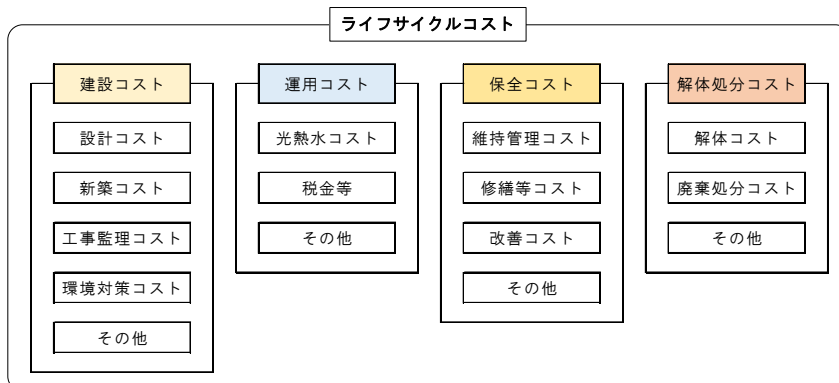 ライフサイクルコスト
建設コスト
設計コスト
新築コスト
工事監理コスト
環境対策コスト
その他
運用コスト
光熱水コスト
税金等
その他
保全コスト
維持管理コスト
修繕等コスト
改善コスト
その他
解体処分コスト
解体コスト
廃棄処分コスト
その他